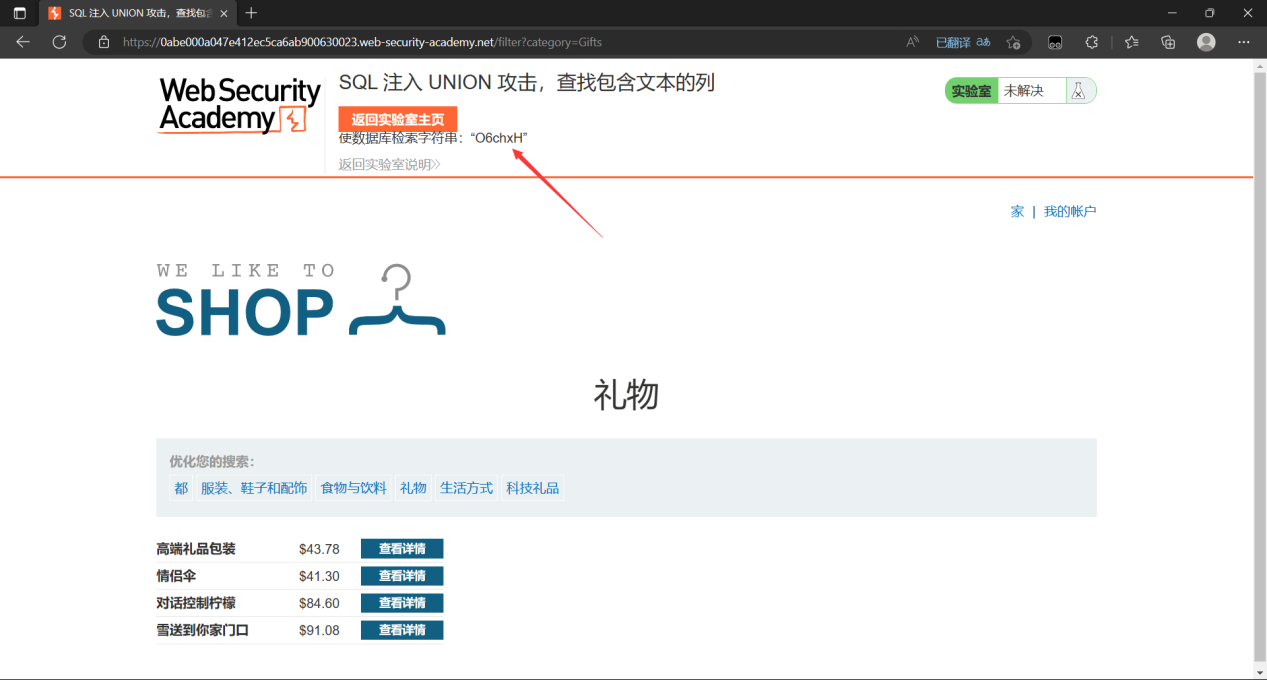 SQL 注入 UNION 攻击，查找包含
https://0abe000a047e412ec5ca6ab900630023.web-security-academy.net/filter?category=Gifts
已翻译
Web Security
Academy
SQL 注入 UNION 攻击，查找包含文本的列
返回实验室主页
使数据库检索字符串：“O6chxH”
返回实验室说明
实验室 未解决
家 | 我的帐户
WE LIKE TO
SHOP
礼物
优化您的搜索：
都 服装、鞋子和配饰 食物与饮料 礼物 生活方式 科技礼品
高端礼品包装 $43.78 查看详情
情侣伞 $41.30 查看详情
对话控制柠檬 $84.60 查看详情
雪送到你家门口 $91.08 查看详情